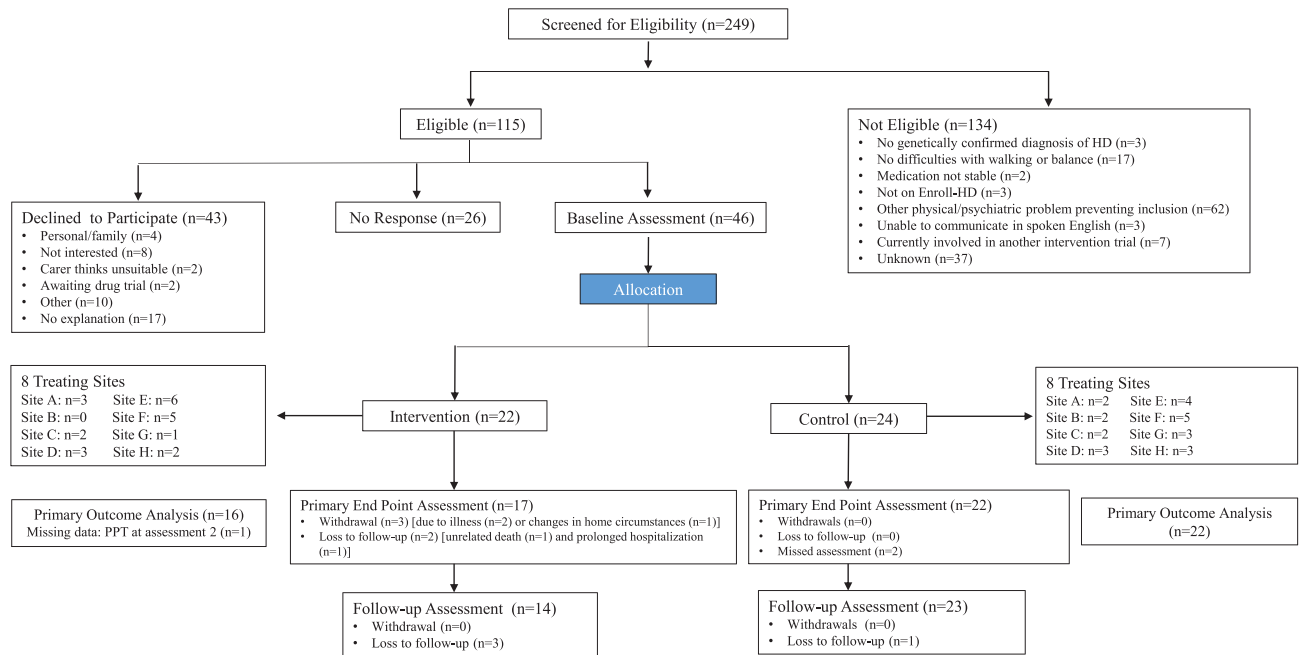 Screened for Eligibility (n=249)
Eligible (n=115)
Not Eligible (n=134)
• No genetically confirmed diagnosis of HD (n=3)
• No difficulties with walking or balance (n=17)
• Medication not stable (n=2)
• Not on Enroll-HD (n=3)
• Other physical/psychiatric problem preventing inclusion (n=62)
• Unable to communicate in spoken English (n=3)
• Currently involved in another intervention trial (n=7)
• Unknown (n=37)
Declined to Participate (n=43)
• Personal/family (n=4)
• Not interested (n=8)
• Carer thinks unsuitable (n=2)
• Awaiting drug trial (n=2)
• Other (n=10)
• No explanation (n=17)
No Response (n=26)
Baseline Assessment (n=46)
Allocation
8 Treating Sites
Site A: n=3 Site E: n=6
Site B: n=0 Site F: n=5
Site C: n=2 Site G: n=1
Site D: n=3 Site H: n=2
Intervention (n=22)
Control (n=24)
8 Treating Sites
Site A: n=2 Site E: n=4
Site B: n=2 Site F: n=5
Site C: n=2 Site G: n=3
Site D: n=3 Site H: n=3
Primary Outcome Analysis (n=16)
Missing data: PPT at assessment 2 (n=1)
Primary End Point Assessment (n=17)
• Withdrawal (n=3) [due to illness (n=2) or changes in home circumstances (n=1)]
• Loss to follow-up (n=2) [unrelated death (n=1) and prolonged hospitalization
(n=1)]
Primary End Point Assessment (n=22)
• Withdrawals (n=0)
• Loss to follow-up (n=0)
• Missed assessment (n=2)
Primary Outcome Analysis
(n=22)
Follow-up Assessment (n=14)
• Withdrawal (n=0)
• Loss to follow-up (n=3)
Follow-up Assessment (n=23)
• Withdrawals (n=0)
• Loss to follow-up (n=1)